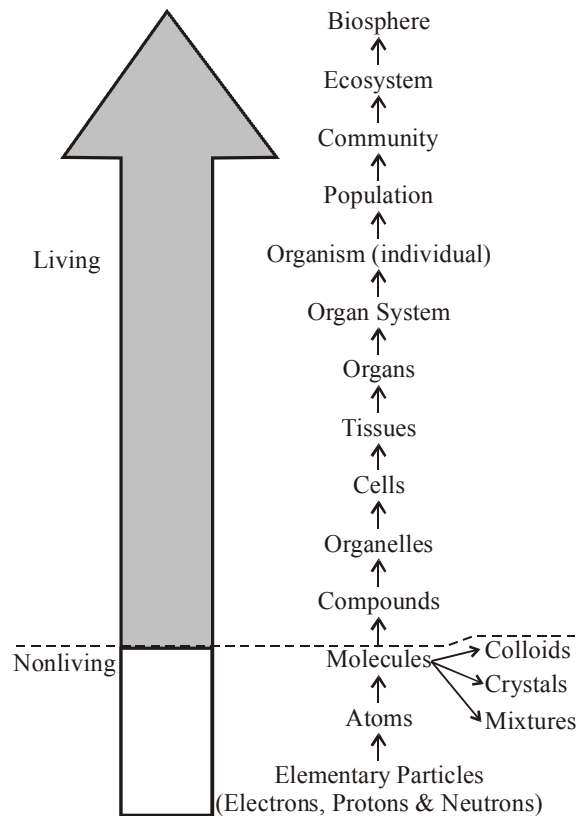 Biosphere
Ecosystem
Community
Population
Living
Organism (individual)
Organ System
Organs
Tissues
Cells
Organelles
Compounds
Nonliving
Molecules
Colloids
Crystals
Mixtures
Atoms
Elementary Particles
(Electrons, Protons & Neutrons)